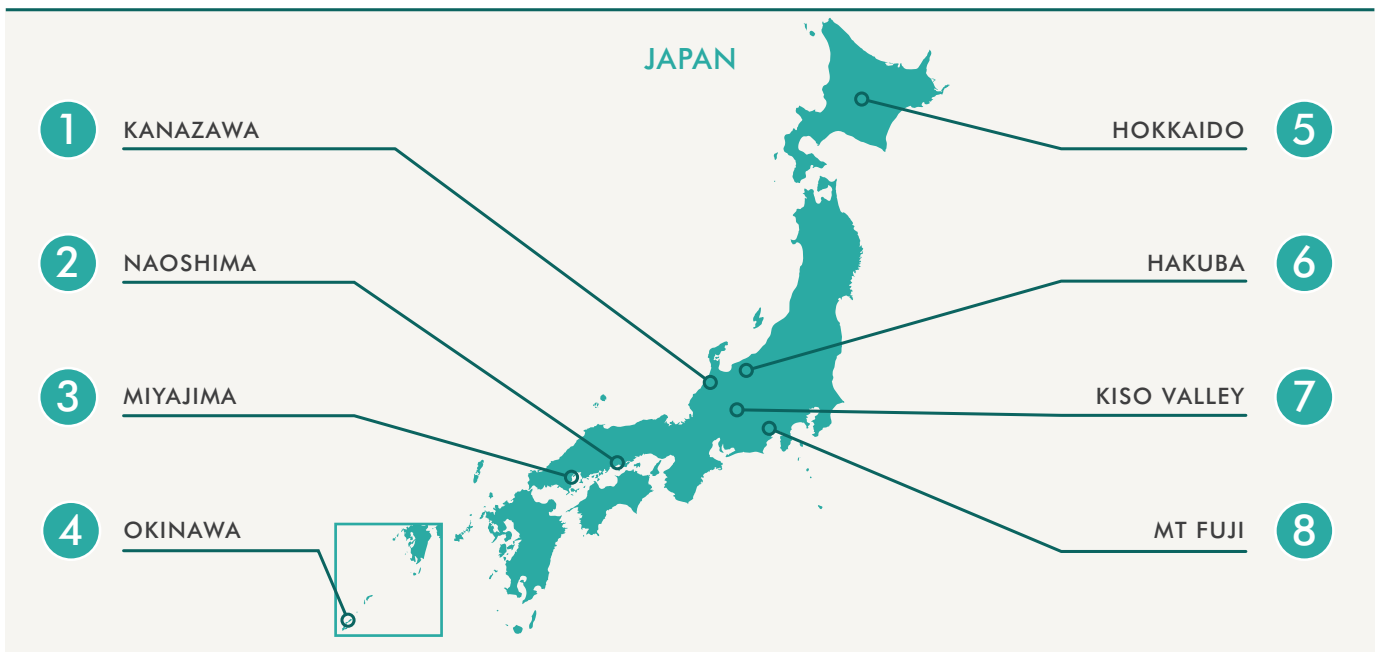 JAPAN
1 KANAZAWA
2 NAOSHIMA
3 MIYAJIMA
4 OKINAWA
HOKKAIDO 5
HAKUBA 6
KISO VALLEY 7
MT FUJI 8